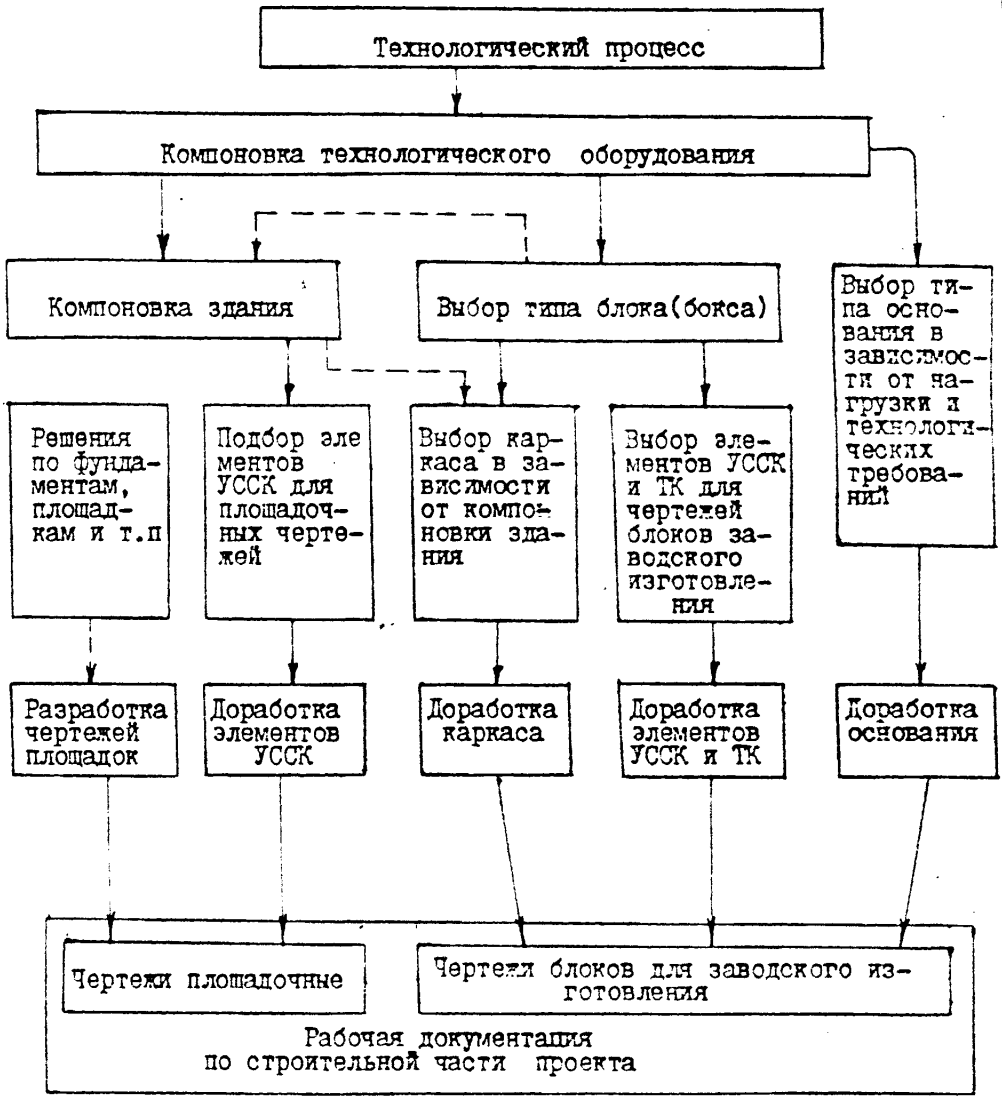 Технологический процесс
Компоновка технологического оборудования
Компоновка здания
Выбор типа блока(бокса)
Выбор ти-
па осно-
вания в
зависимос-
ти от на-
грузки и
технологи-
ческих
требова-
ний
Решения
по фунда-
ментам,
площад-
кам и т.п
Подбор эле
ментов
УССК для
площадоч-
ных черте-
жей
Выбор кар-
каса в за-
висимости
от компо-
новки зда-
ния
Выбор эле-
ментов УССК
и ТК для
чертежей
блоков за-
водского
изготовле-
ния
Разработка
чертежей
площадок
Доработка
элементов
УССК
Доработка
каркаса
Доработка
элементов
УССК и ТК
Доработка
основания
Чертежи площадочные
Чертежи блоков для заводского из-
готовления
Рабочая документация
по строительной части проекта